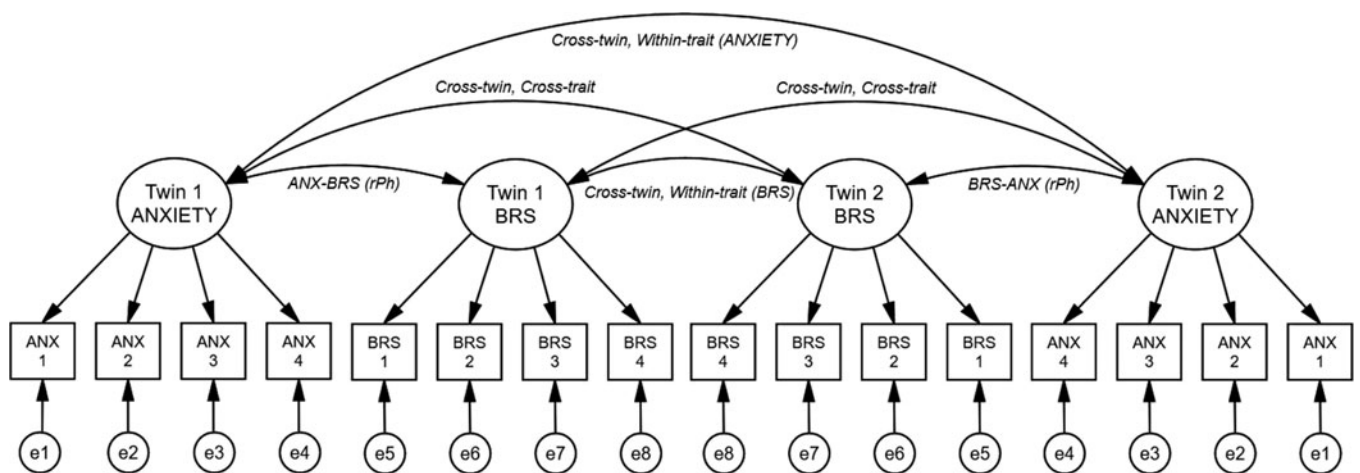 Cross-twin, Within-trait (ANXIETY)
Cross-twin, Cross-trait
Cross-twin, Cross-trait
Twin 1
ANXIETY
ANX-BRS (rPh)
Twin 1
BRS
Cross-twin, Within-trait (BRS)
Twin 2
BRS
BRS-ANX (rPh)
Twin 2
ANXIETY
ANX
1
ANX
2
ANX
3
ANX
4
BRS
1
BRS
2
BRS
3
BRS
4
BRS
4
BRS
3
BRS
2
BRS
1
ANX
4
ANX
3
ANX
2
ANX
1
e1
e2
e3
e4
e5
e6
e7
e8
e8
e7
e6
e5
e4
e3
e2
e1